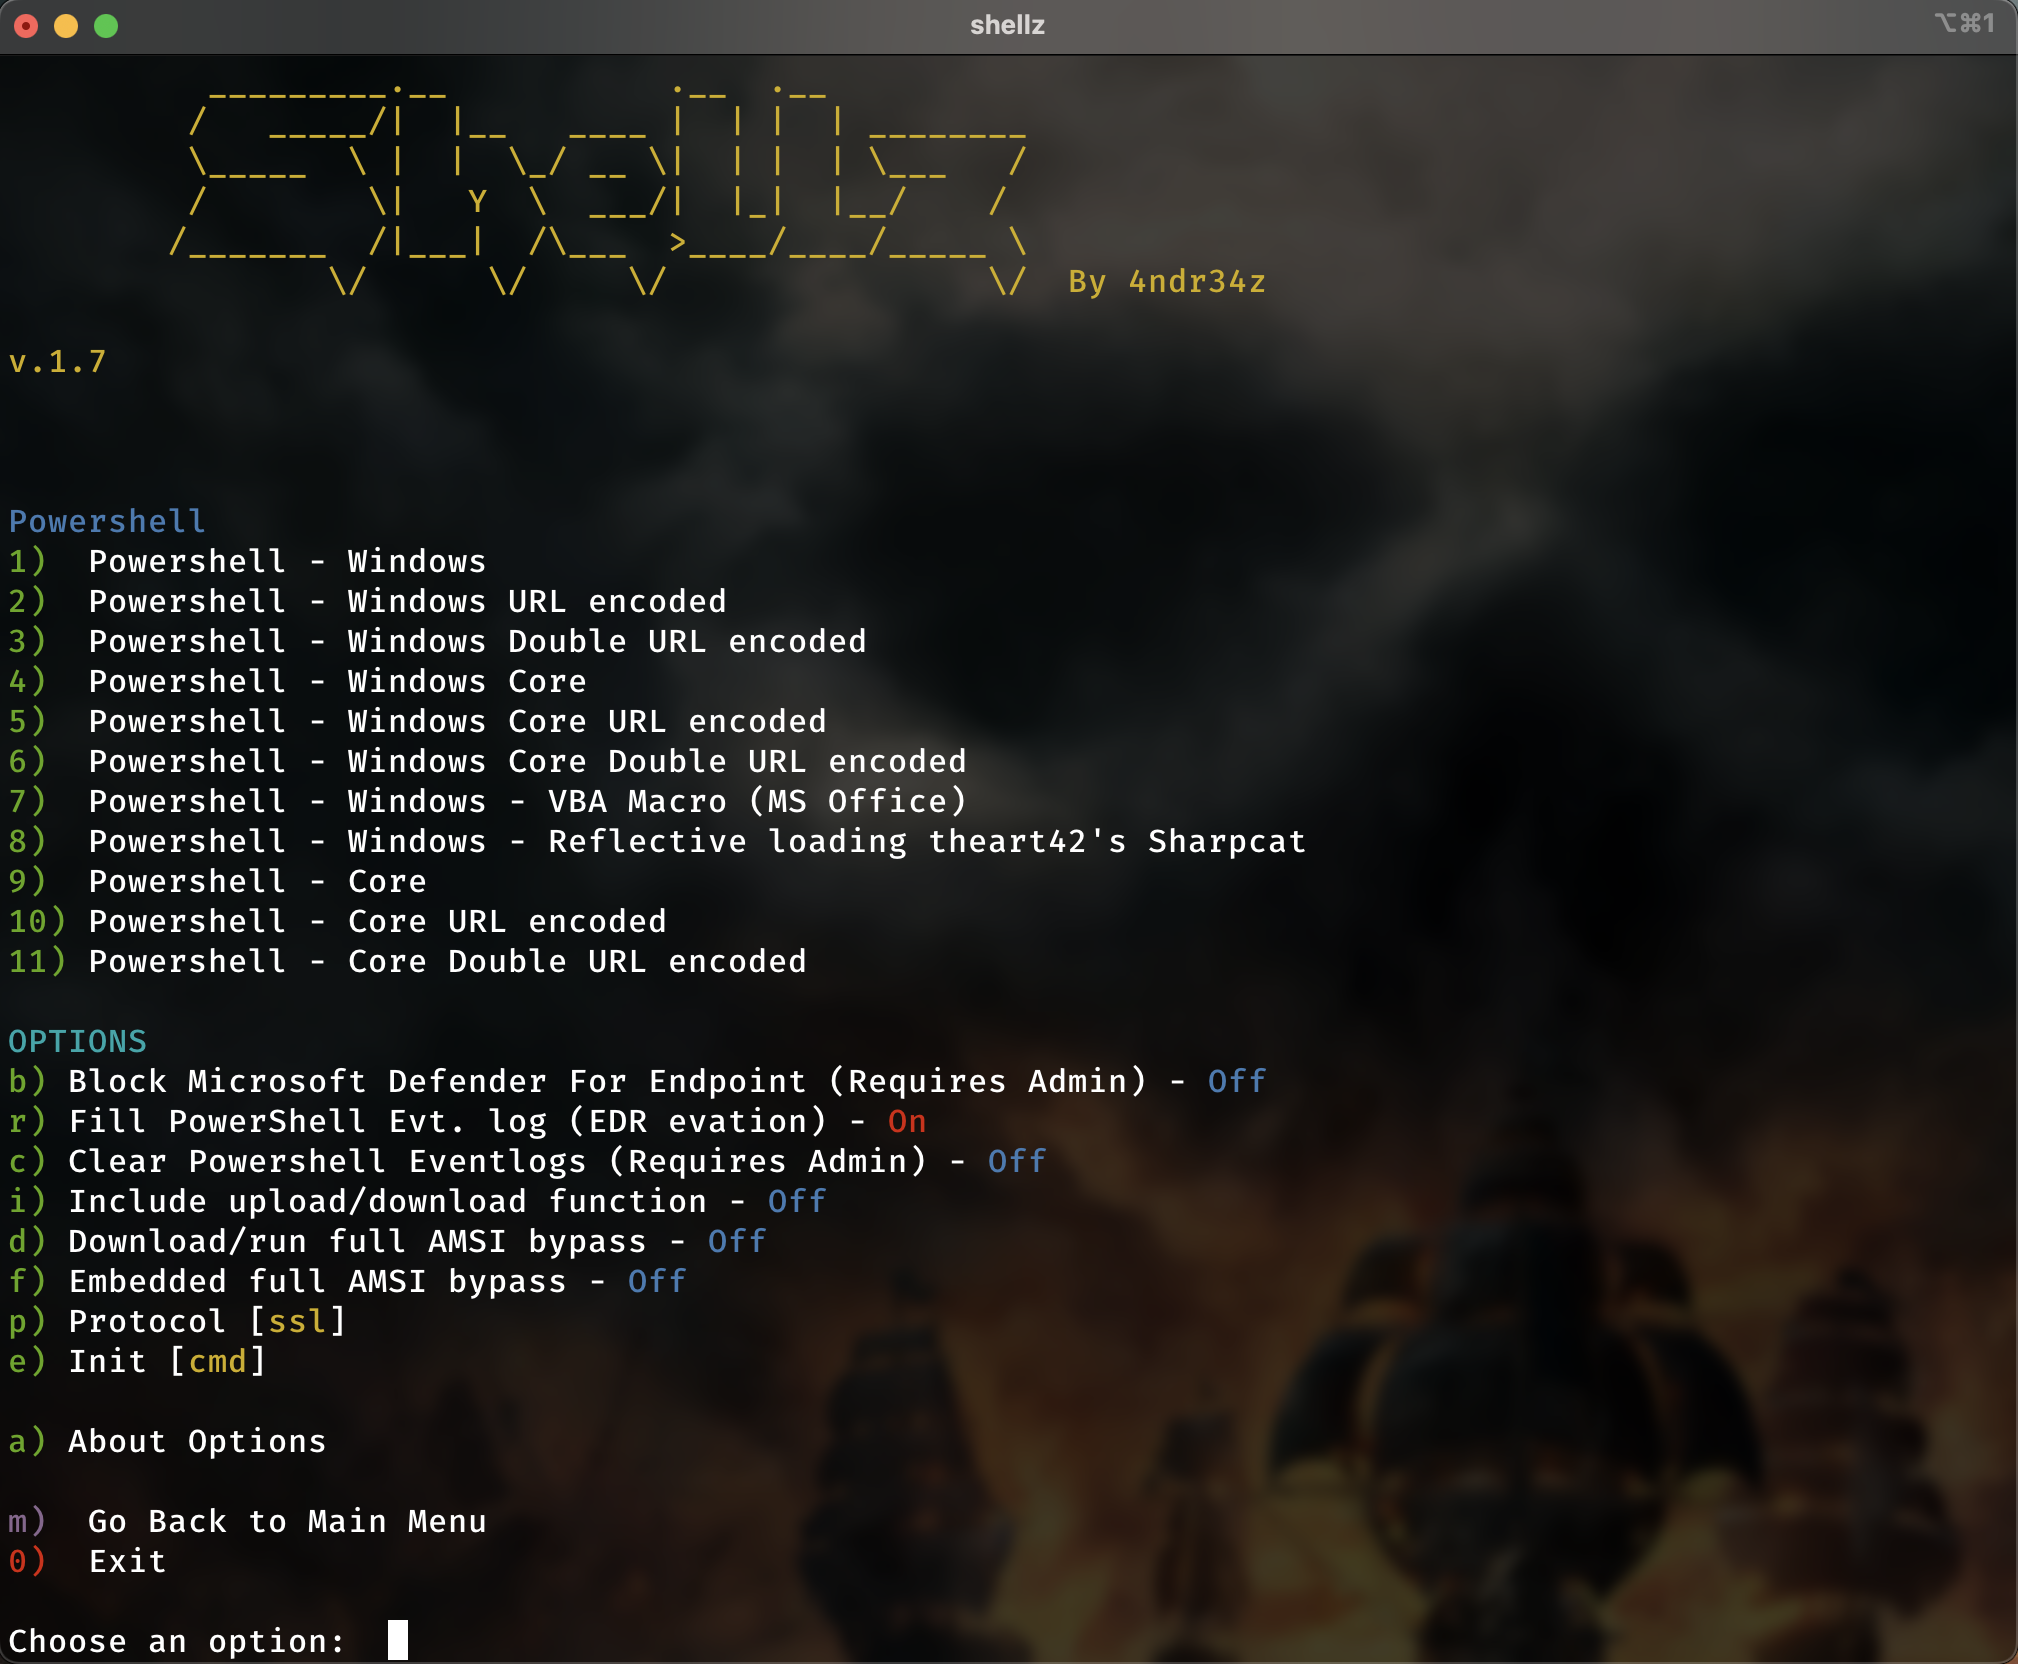 shellz
⌥⌘1
By 4ndr34z
v.1.7
Powershell
1) Powershell - Windows
2) Powershell - Windows URL encoded
3) Powershell - Windows Double URL encoded
4) Powershell - Windows Core
5) Powershell - Windows Core URL encoded
6) Powershell - Windows Core Double URL encoded
7) Powershell - Windows - VBA Macro (MS Office)
8) Powershell - Windows - Reflective loading theart42's Sharpcat
9) Powershell - Core
10) Powershell - Core URL encoded
11) Powershell - Core Double URL encoded
OPTIONS
b) Block Microsoft Defender For Endpoint (Requires Admin) - Off
r) Fill PowerShell Evt. log (EDR evation) - On
c) Clear Powershell Eventlogs (Requires Admin) - Off
i) Include upload/download function - Off
d) Download/run full AMSI bypass - Off
f) Embedded full AMSI bypass - Off
p) Protocol [ssl]
e) Init [cmd]
a) About Options
m) Go Back to Main Menu
0) Exit
Choose an option: